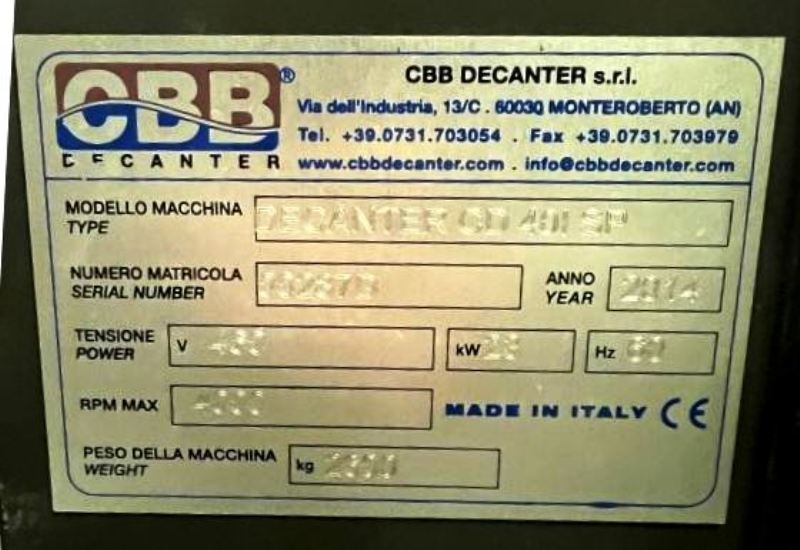 CBB®
DECANTER
CBB DECANTER s.r.l.
Via dell'Industria, 13/C . 60030 MONTEROBERTO (AN)
Tel. +39.0731.703054 . Fax +39.0731.703979
www.cbbdecanter.com . info@cbbdecanter.com
MODELLO MACCHINA
TYPE
DECANTER
NUMERO MATRICOLA
SERIAL NUMBER
ANNO
YEAR
2014
TENSIONE
POWER
V
kW
Hz
RPM MAX
MADE IN ITALY CE
PESO DELLA MACCHINA
WEIGHT
kg